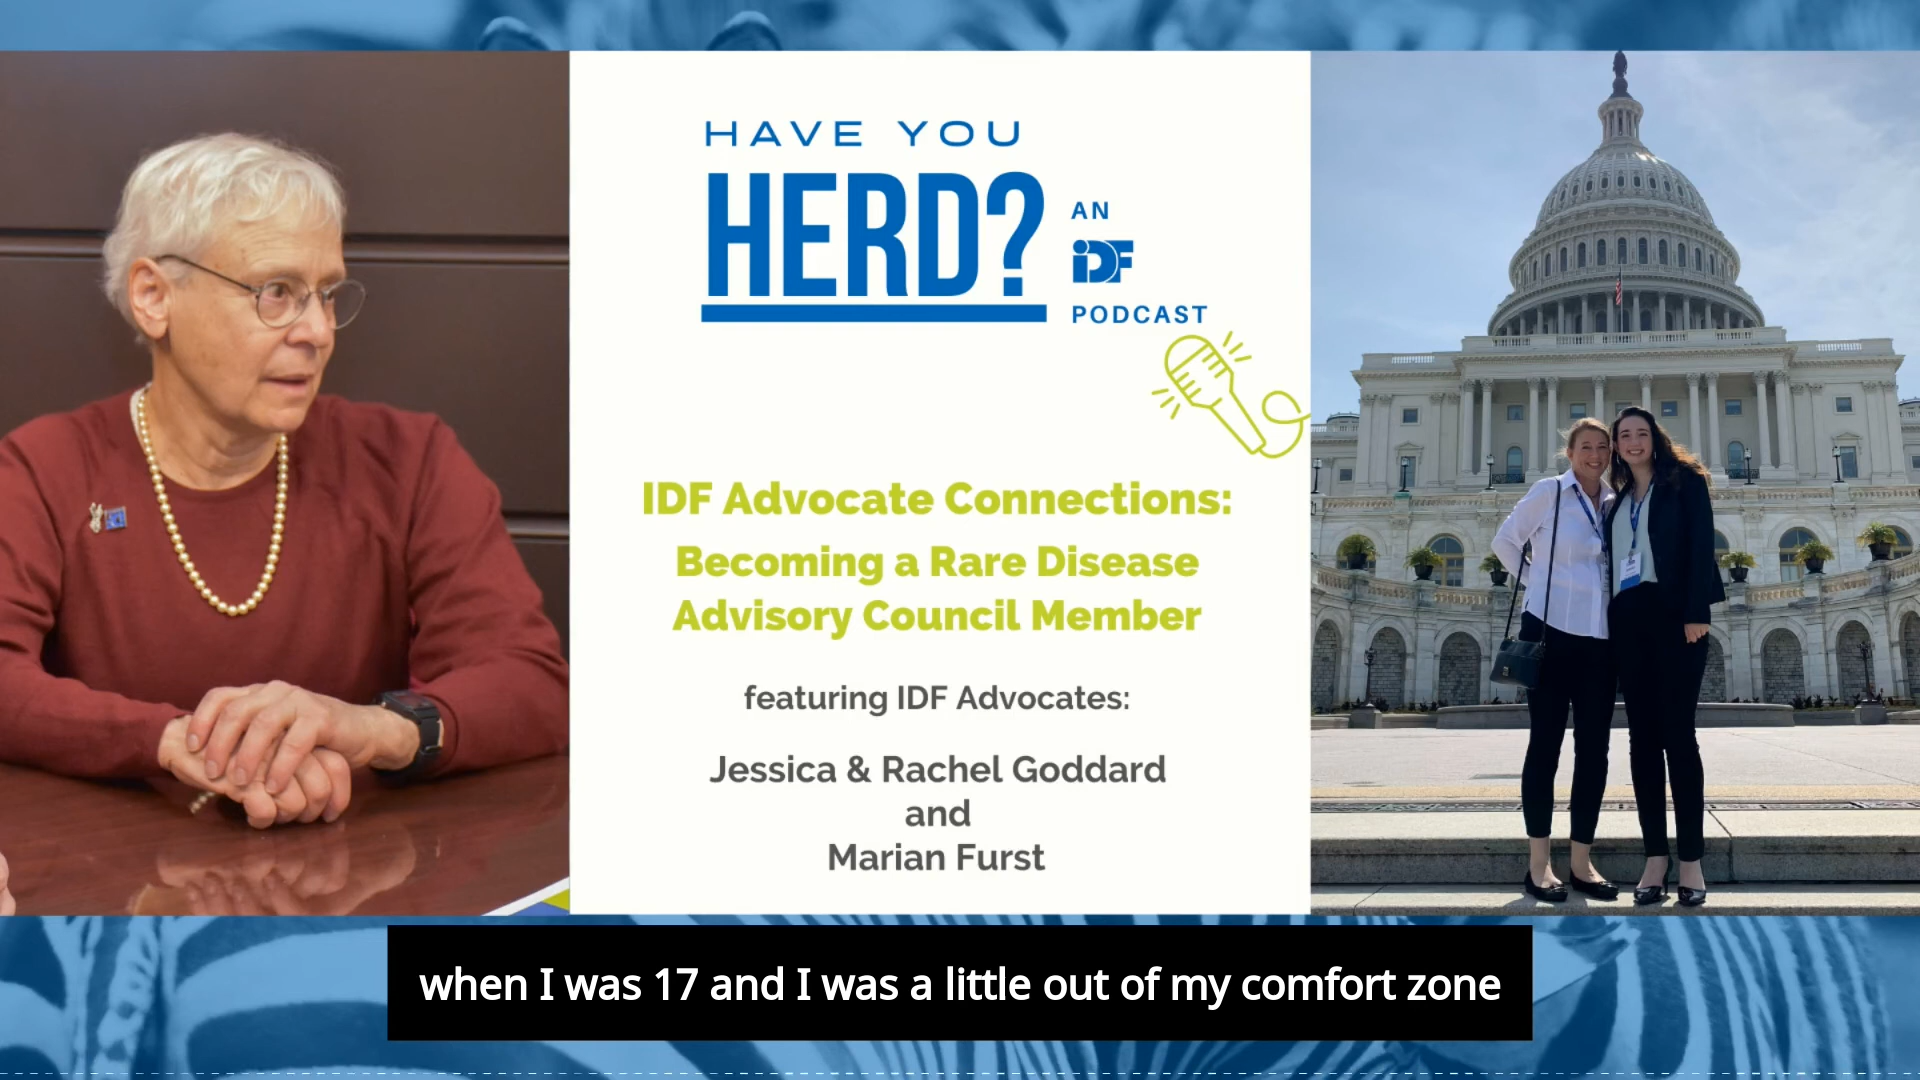 HAVE YOU
HERD?
AN
IDF
PODCAST
IDF Advocate Connections:
Becoming a Rare Disease
Advisory Council Member
featuring IDF Advocates:
Jessica & Rachel Goddard
and
Marian Furst
when I was 17 and I was a little out of my comfort zone